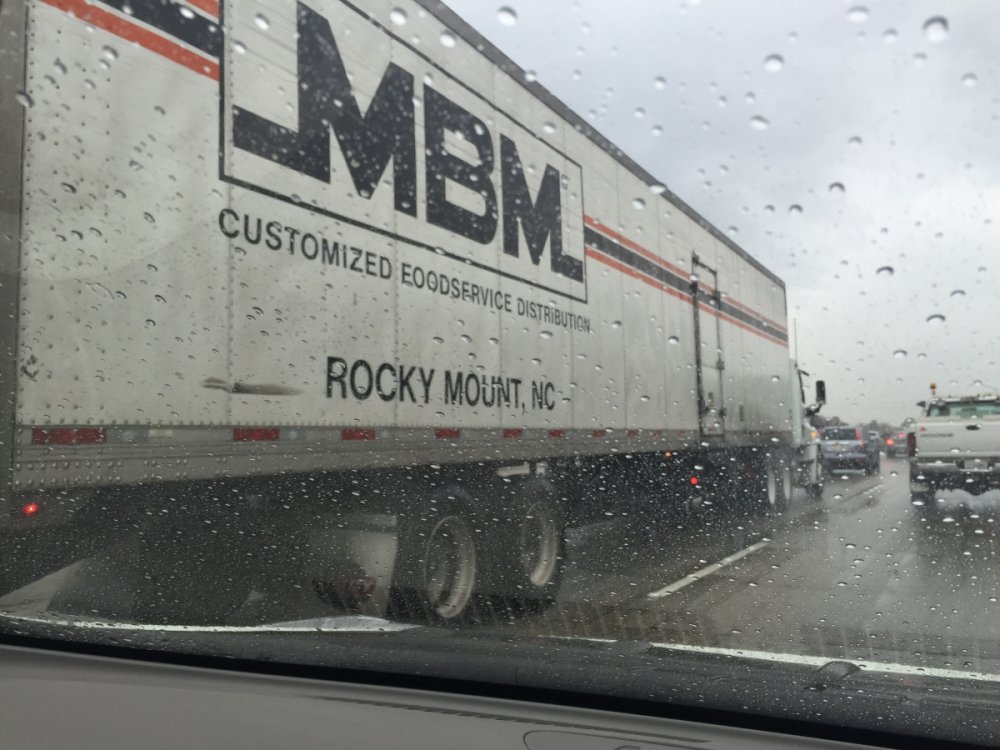 MBM
CUSTOMIZED FOODSERVICE DISTRIBUTION
ROCKY MOUNT, NC